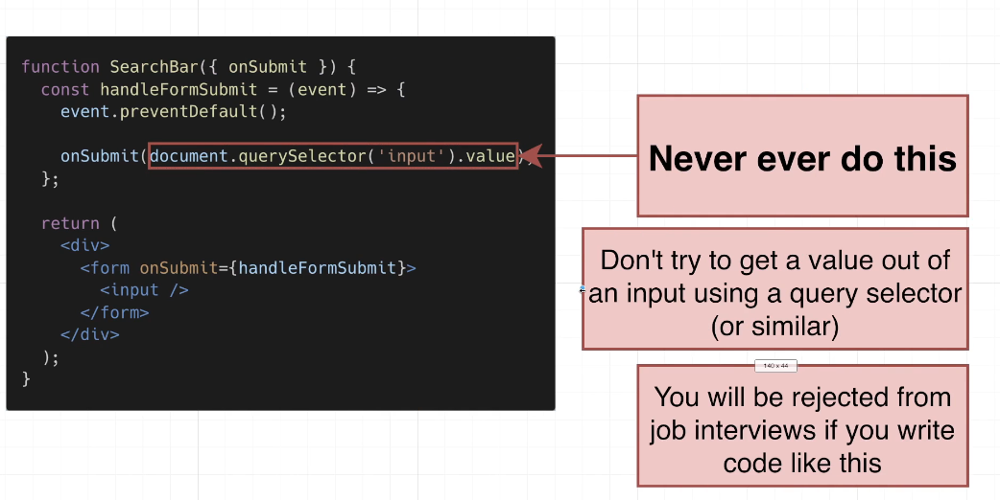 function SearchBar({ onSubmit }) {
const handleFormSubmit = (event) => {
event.preventDefault();
onSubmit(document.querySelector('input').value);
};
return (
<div>
<form onSubmit={handleFormSubmit}>
<input />
</form>
</div>
);
}
Never ever do this
Don't try to get a value out of
an input using a query selector
(or similar)
140 x 44
You will be rejected from
job interviews if you write
code like this